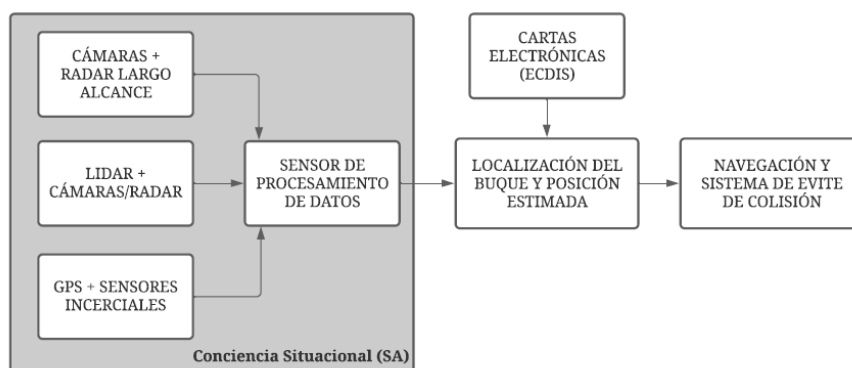 CÁMARAS +
RADAR LARGO
ALCANCE
LIDAR +
CÁMARAS/RADAR
GPS + SENSORES
INCERCIALES
SENSOR DE
PROCESAMIENTO
DE DATOS
Conciencia Situacional (SA)
CARTAS
ELECTRÓNICAS
(ECDIS)
LOCALIZACIÓN DEL
BUQUE Y POSICIÓN
ESTIMADA
NAVEGACIÓN Y
SISTEMA DE EVITE
DE COLISIÓN